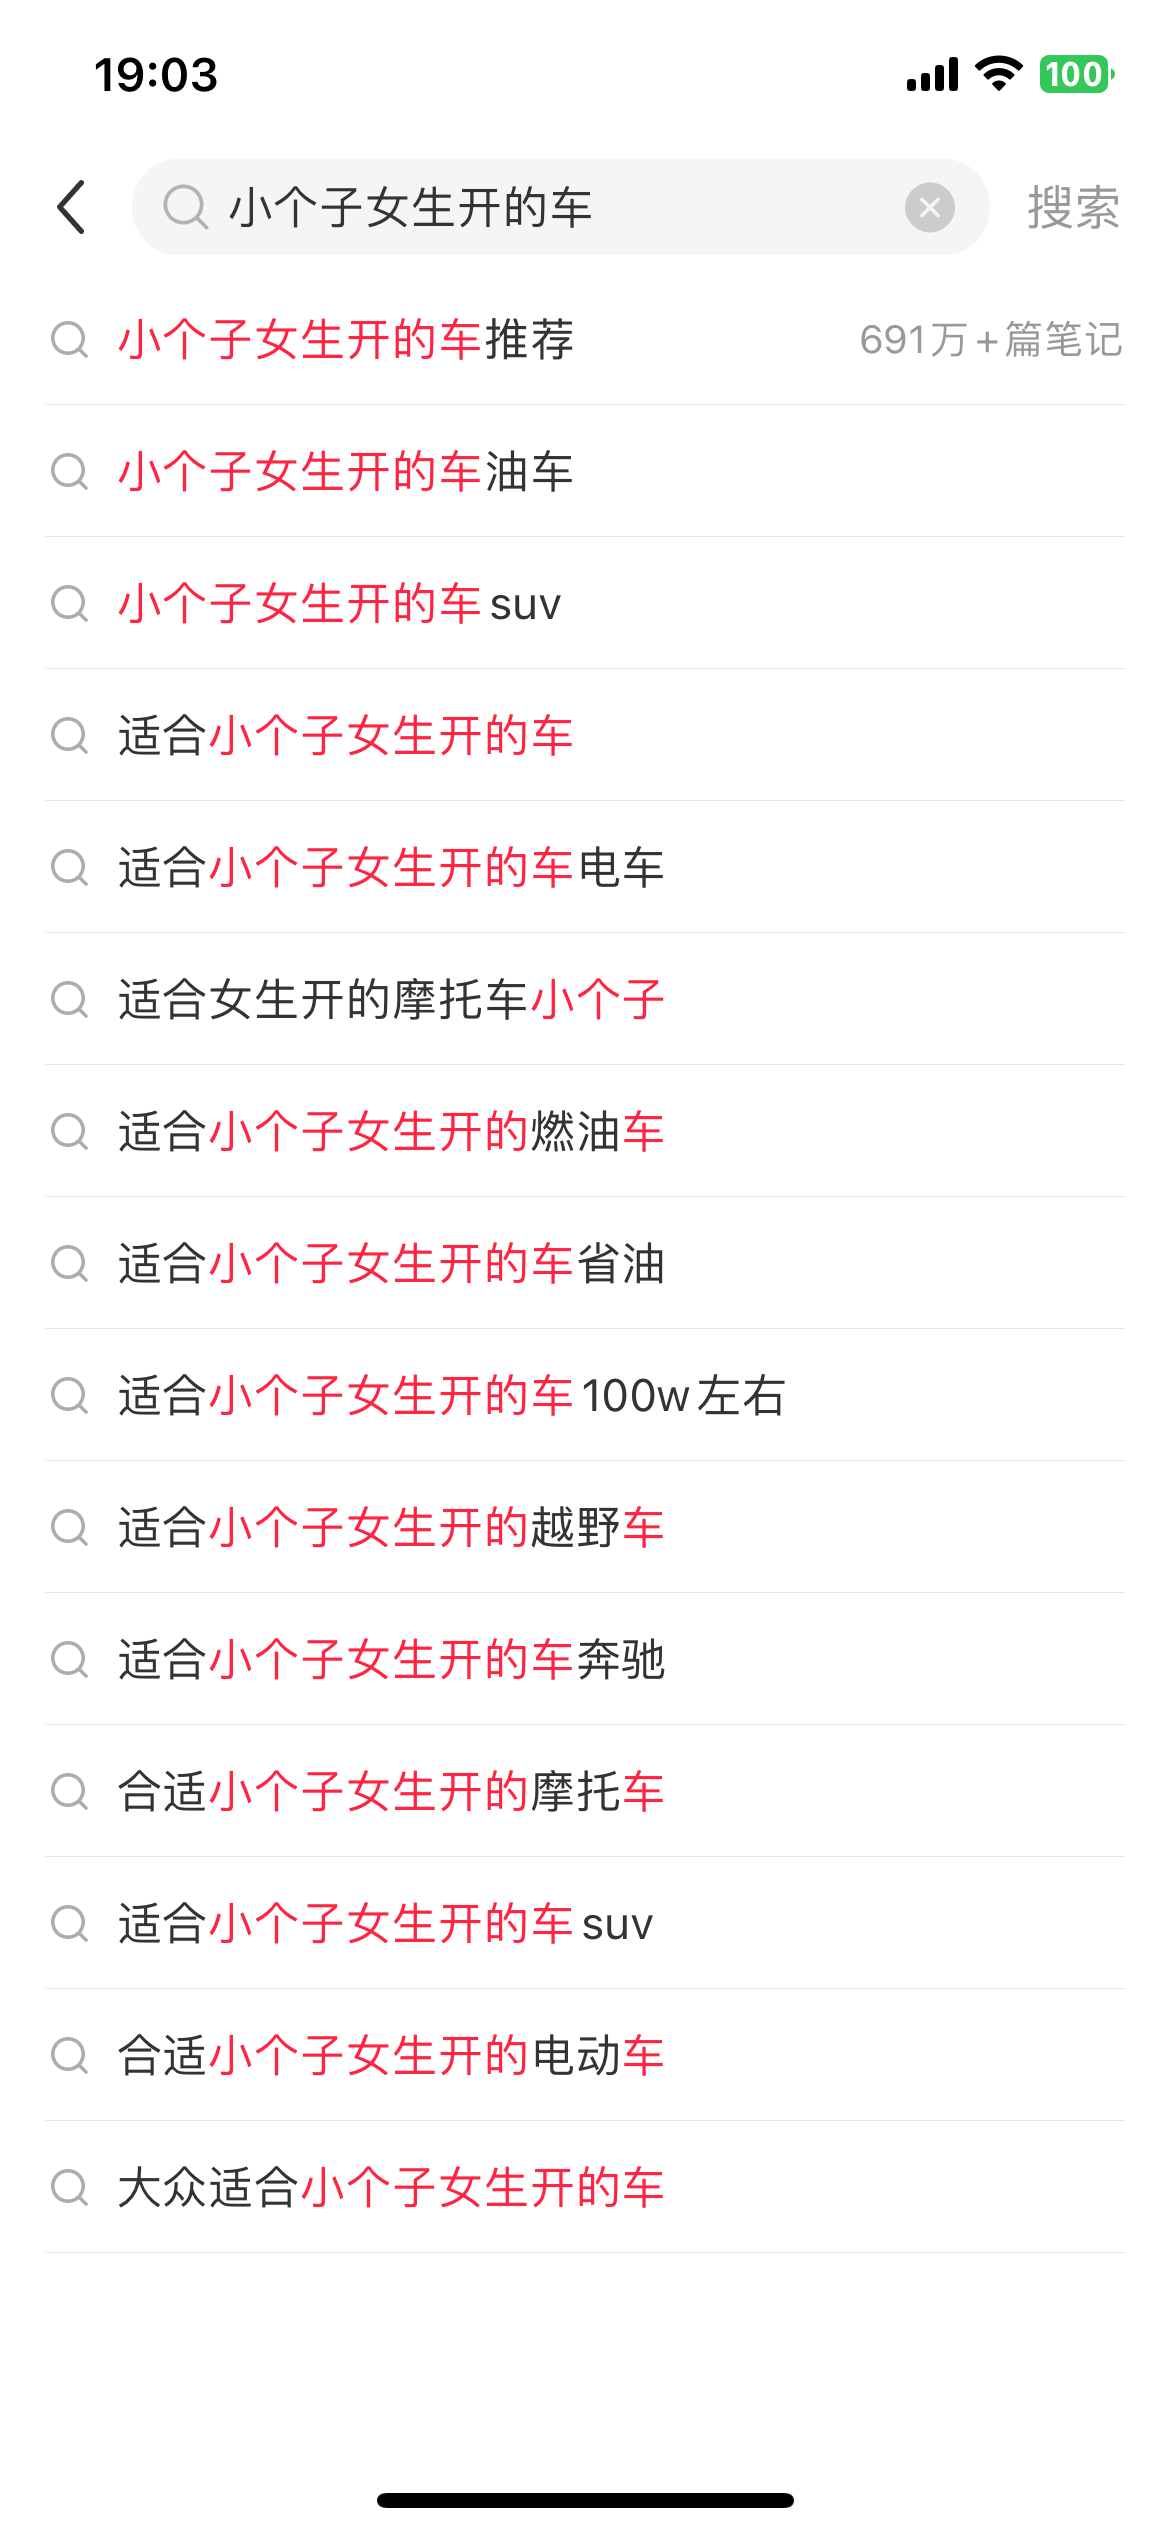 19:03
100
小个子女生开的车
搜索
小个子女生开的车推荐
691万+篇笔记
小个子女生开的车油车
小个子女生开的车suv
适合小个子女生开的车
适合小个子女生开的车电车
适合女生开的摩托车小个子
适合小个子女生开的燃油车
适合小个子女生开的车省油
适合小个子女生开的车100w左右
适合小个子女生开的越野车
适合小个子女生开的车奔驰
合适小个子女生开的摩托车
适合小个子女生开的车suv
合适小个子女生开的电动车
大众适合小个子女生开的车